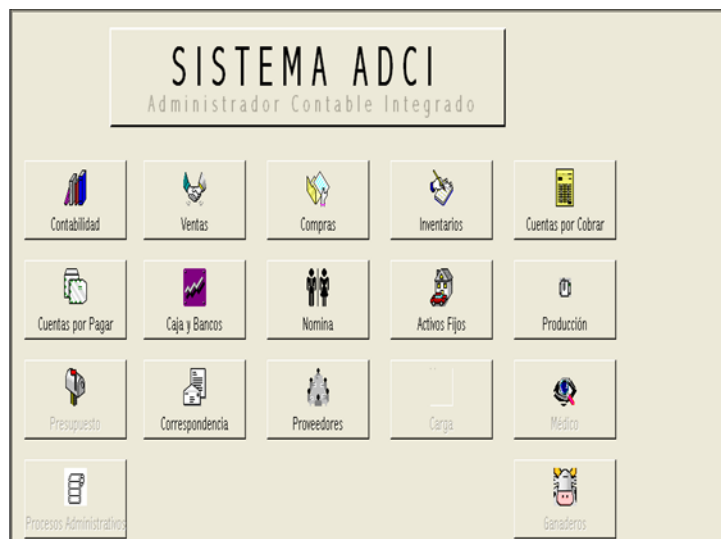 SISTEMA ADCI
Administrador Contable Integrado
Contabilidad
Ventas
Compras
Inventarios
Cuentas por Cobrar
Cuentas por Pagar
Caja y Bancos
Nomina
Activos Fijos
Producción
Presupuesto
Correspondencia
Proveedores
Carga
Médico
Procesos Administrativos
Ganaderos